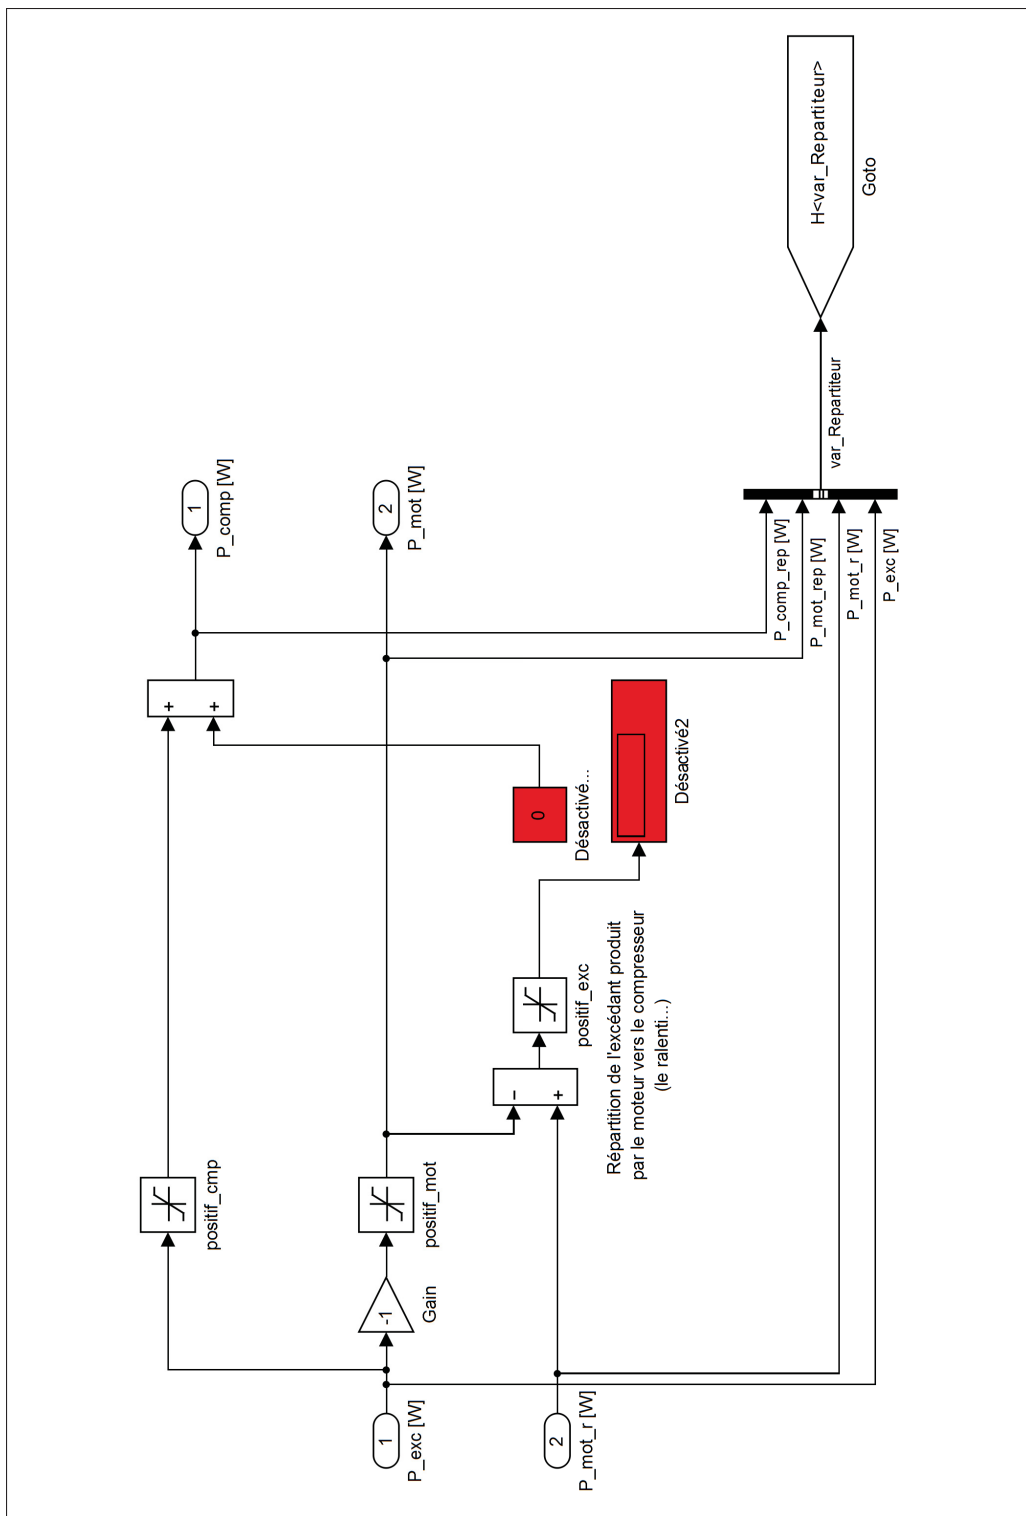 1
P_exc [W]
2
P_mot_r [W]
-1
Gain
positif_cmp
positif_mot
-
+
positif_exc
Répartition de l'excédant produit
par le moteur vers le compresseur
(le ralenti...)
0
Désactivé...
Désactivé2
+
+
1
P_comp [W]
2
P_mot [W]
P_comp_rep [W]
P_mot_rep [W]
P_mot_r [W]
P_exc [W]
var_Repartiteur
H<var_Repartiteur>
Goto